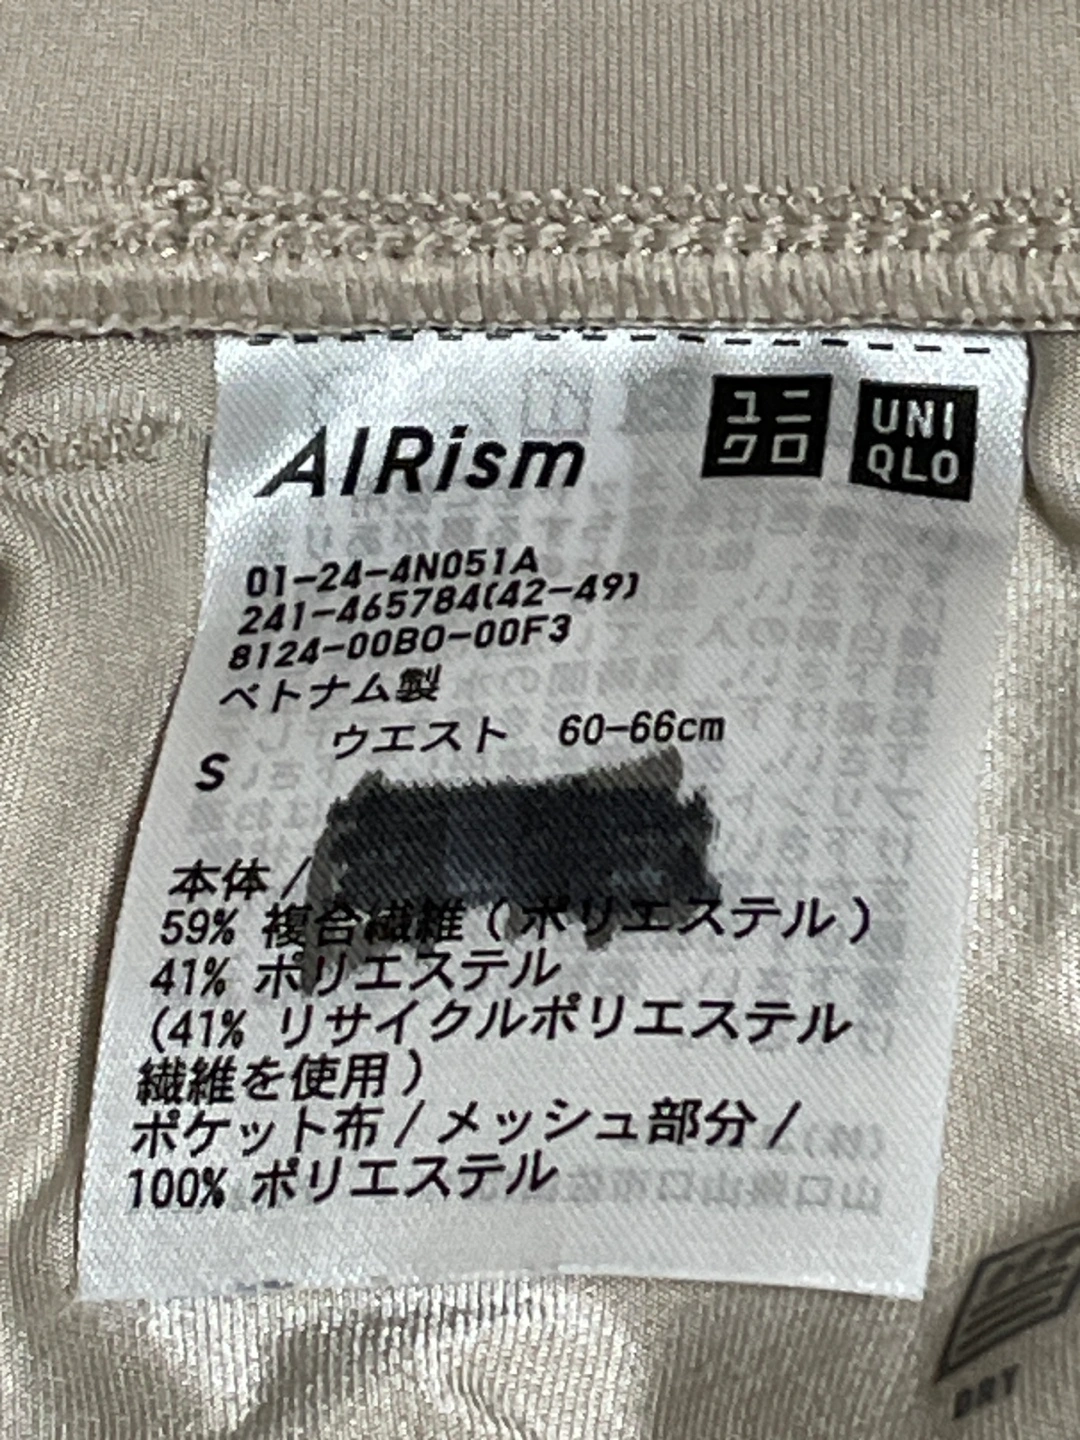 AIRism
ユニクロ
UNIQLO
01-24-4N051A
241-465784(42-49)
8124-00BO-00F3
ベトナム製
ウエスト 60-66cm
S
本体/
59% 複合繊維(ポリエステル)
41% ポリエステル
(41% リサイクルポリエステル
繊維を使用)
ポケット布/メッシュ部分/
100% ポリエステル
DRY